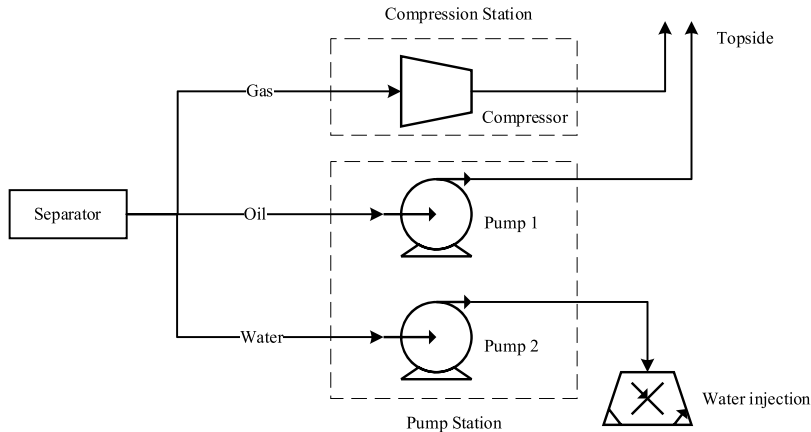 Compression Station
Topside
Gas
Compressor
Separator
Oil
Pump 1
Water
Pump 2
Water injection
Pump Station